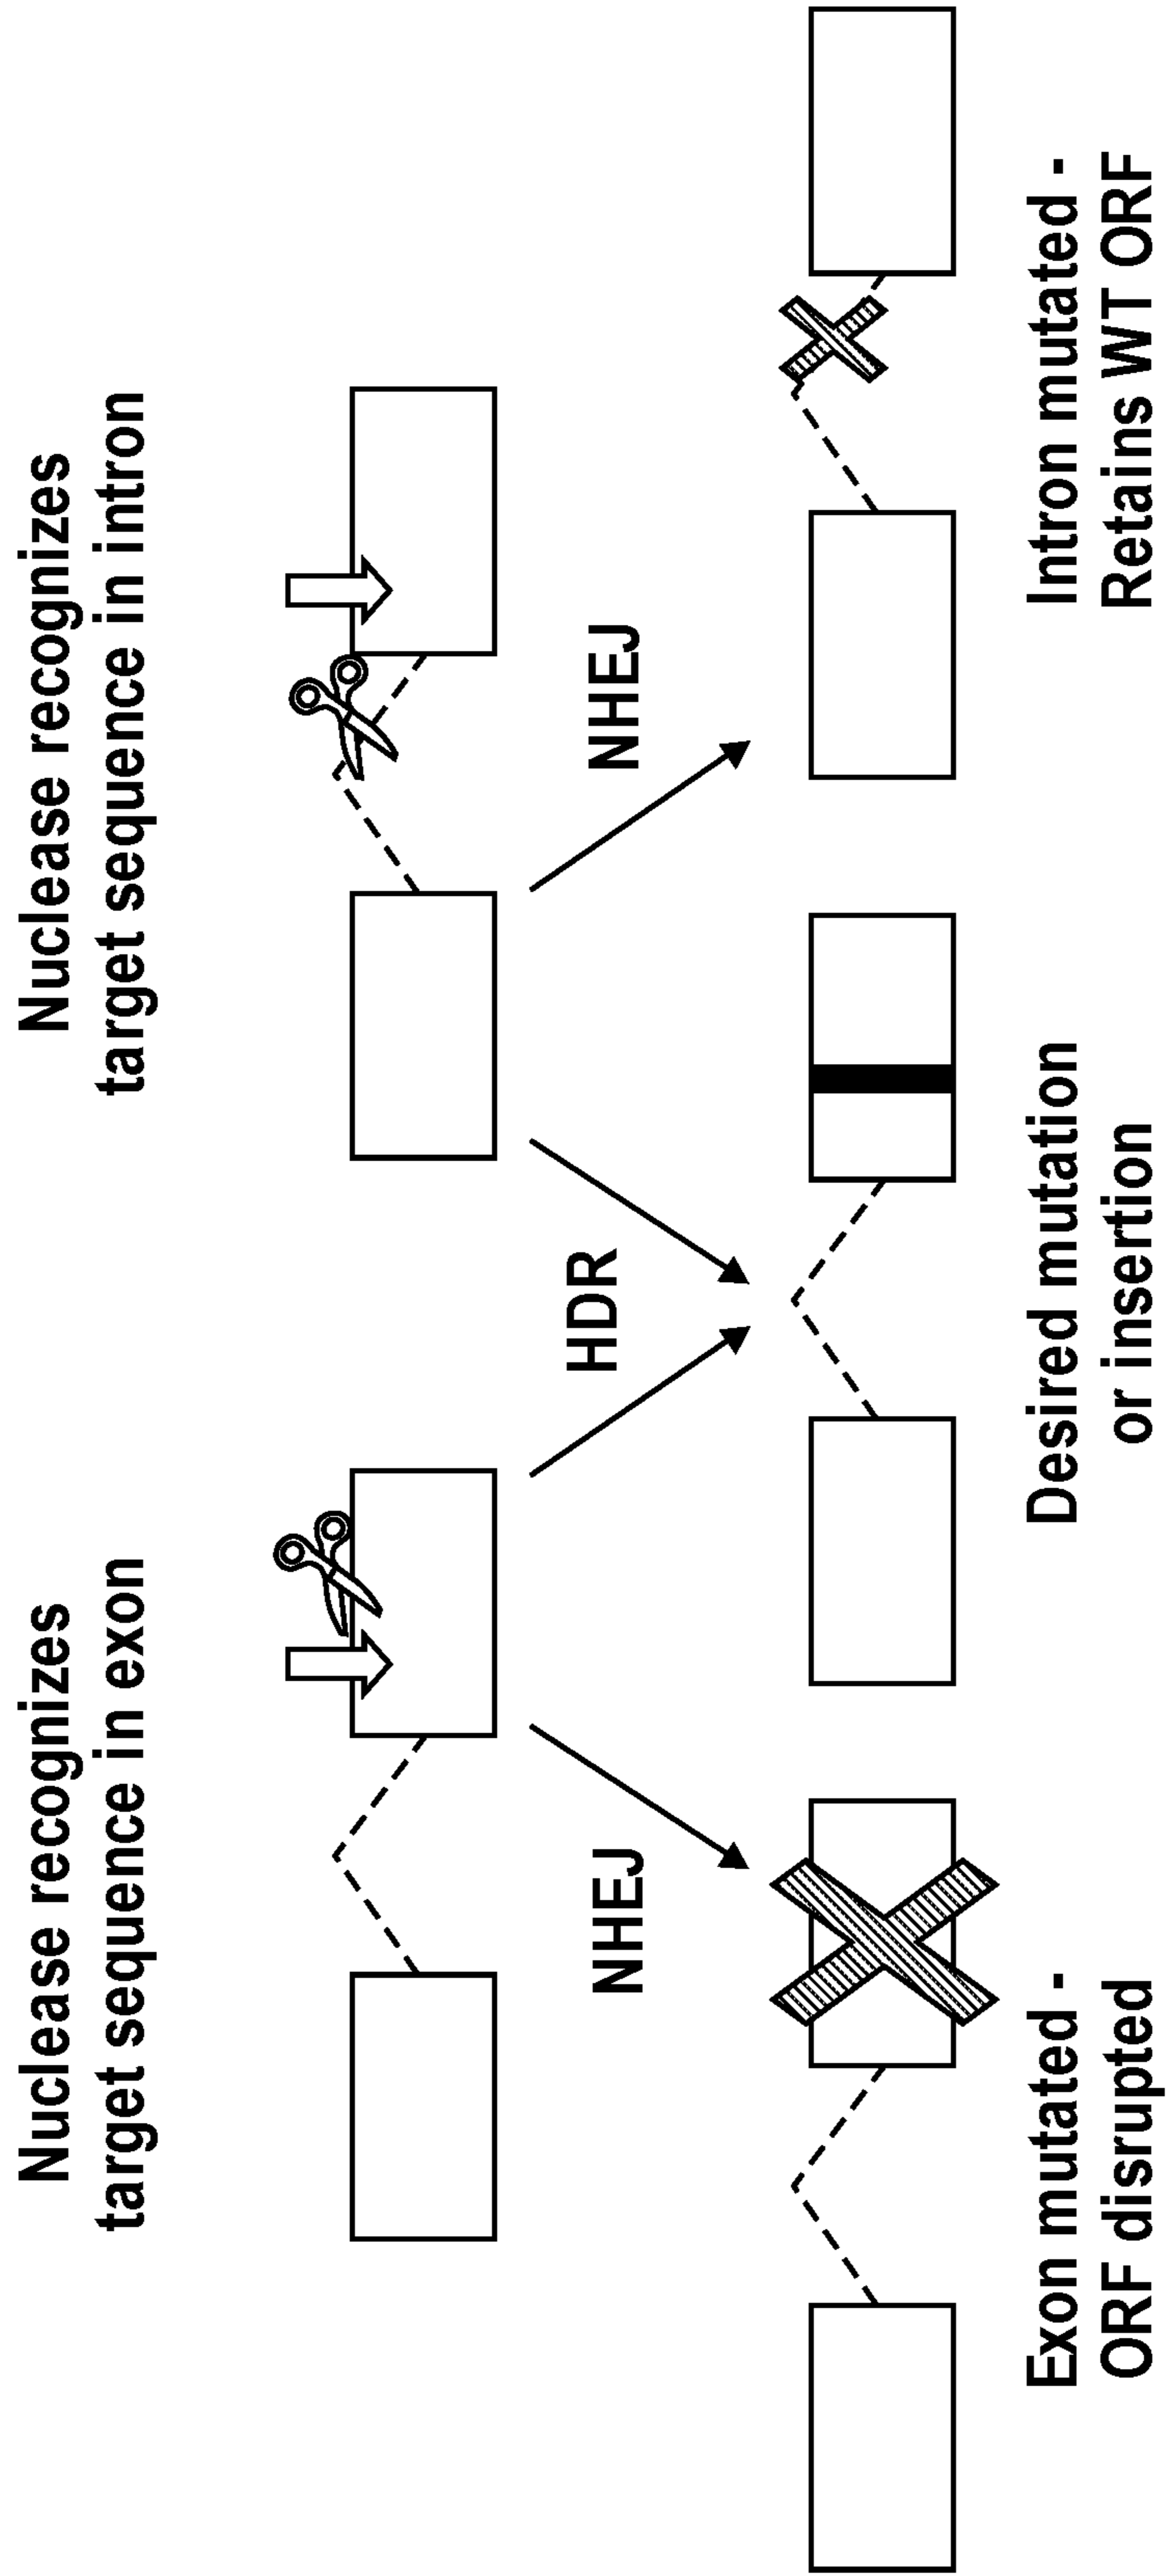 Nuclease recognizes
target sequence in exon
Nuclease recognizes
target sequence in intron
NHEJ
HDR
NHEJ
Exon mutated -
ORF disrupted
Desired mutation
or insertion
Intron mutated -
Retains WT ORF